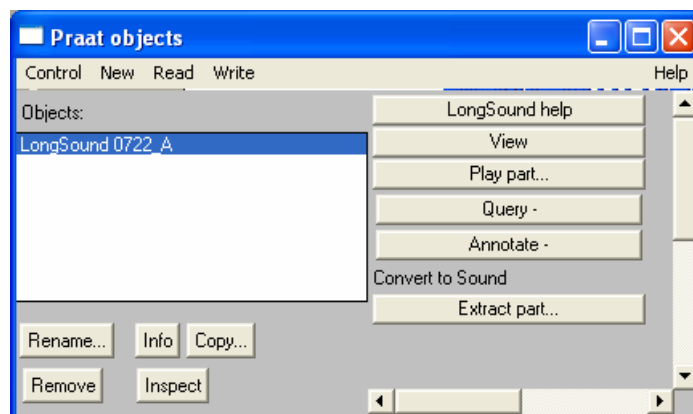 Praat objects
Control New Read Write Help
Objects:
LongSound 0722_A
LongSound help
View
Play part...
Query -
Annotate -
Convert to Sound
Extract part...
Rename... Info Copy...
Remove Inspect